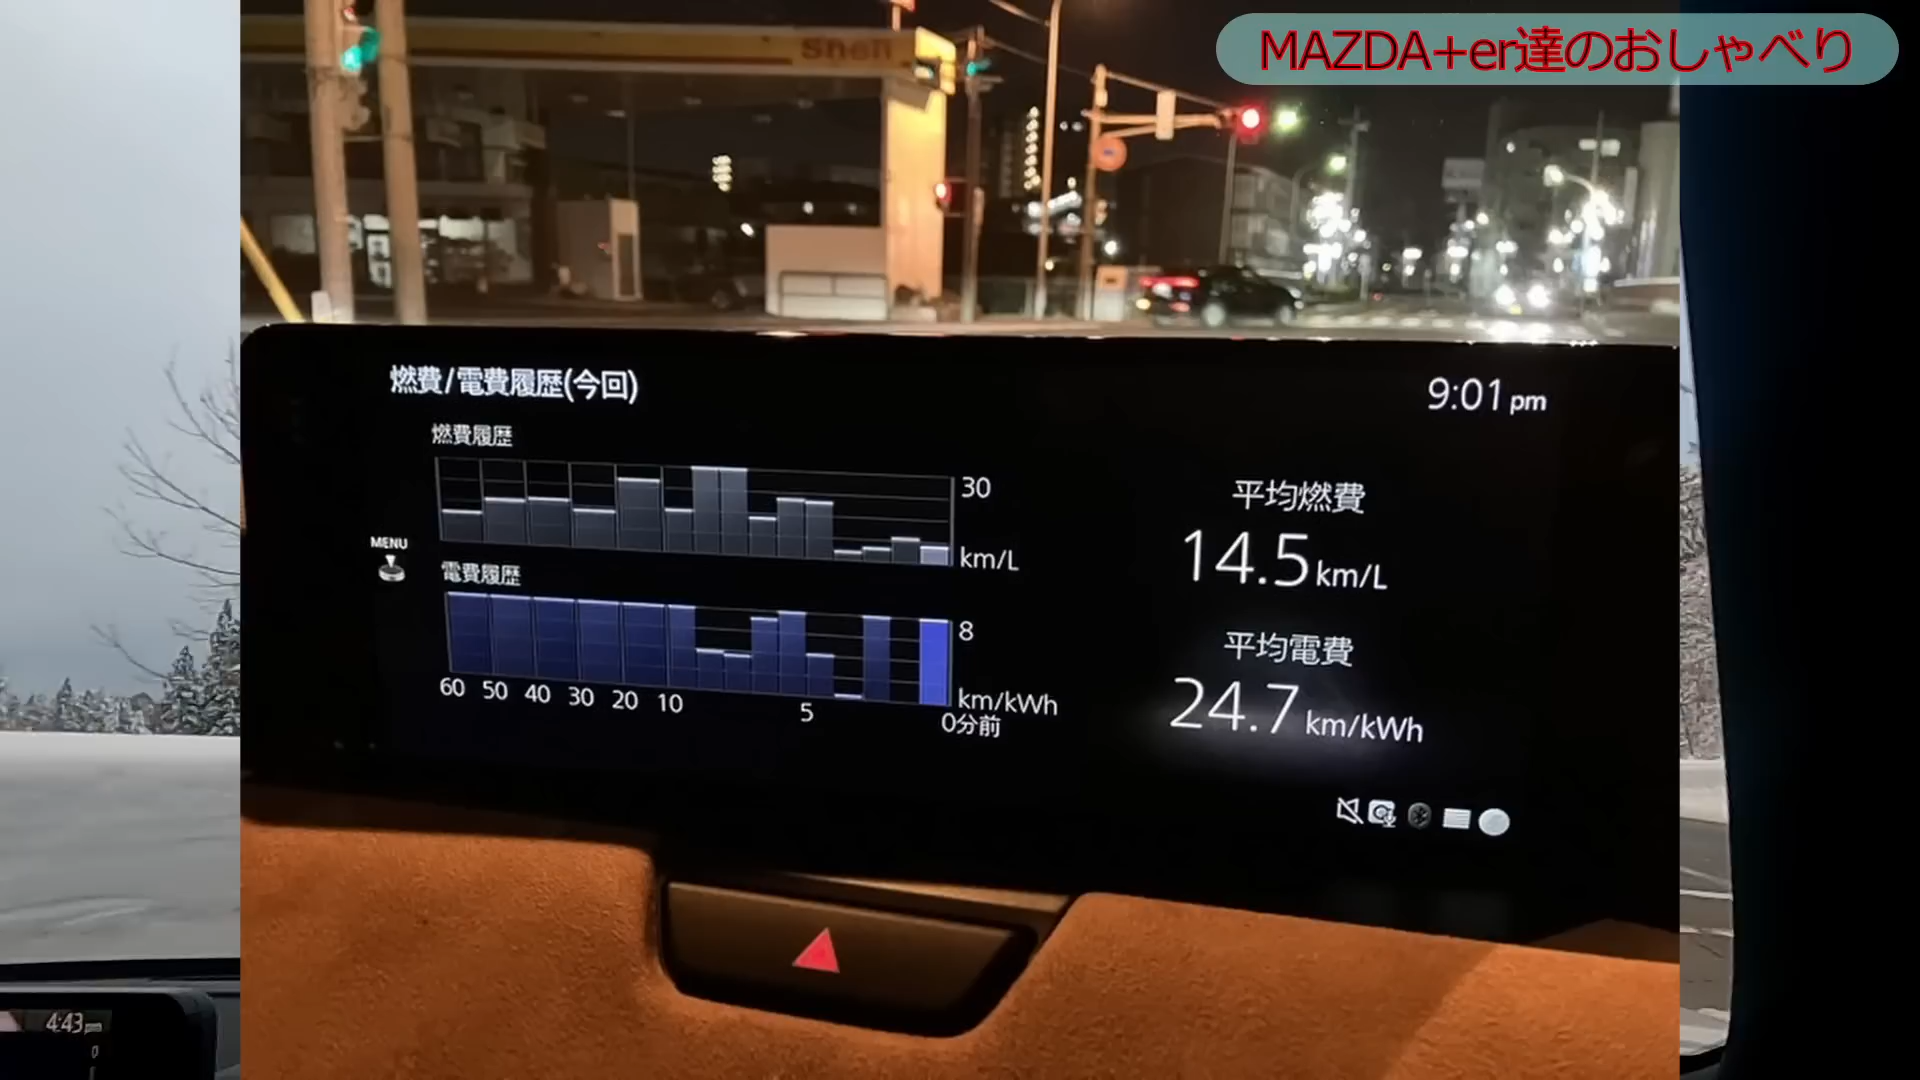 MAZDA+er達のおしゃべり
Shell
燃費/電費履歴(今回)
9:01 pm
燃費履歴
30
km/L
平均燃費
14.5 km/L
MENU
電費履歴
8
km/kWh
60 50 40 30 20 10 5 0分前
平均電費
24.7 km/kWh
4:43 pm
0